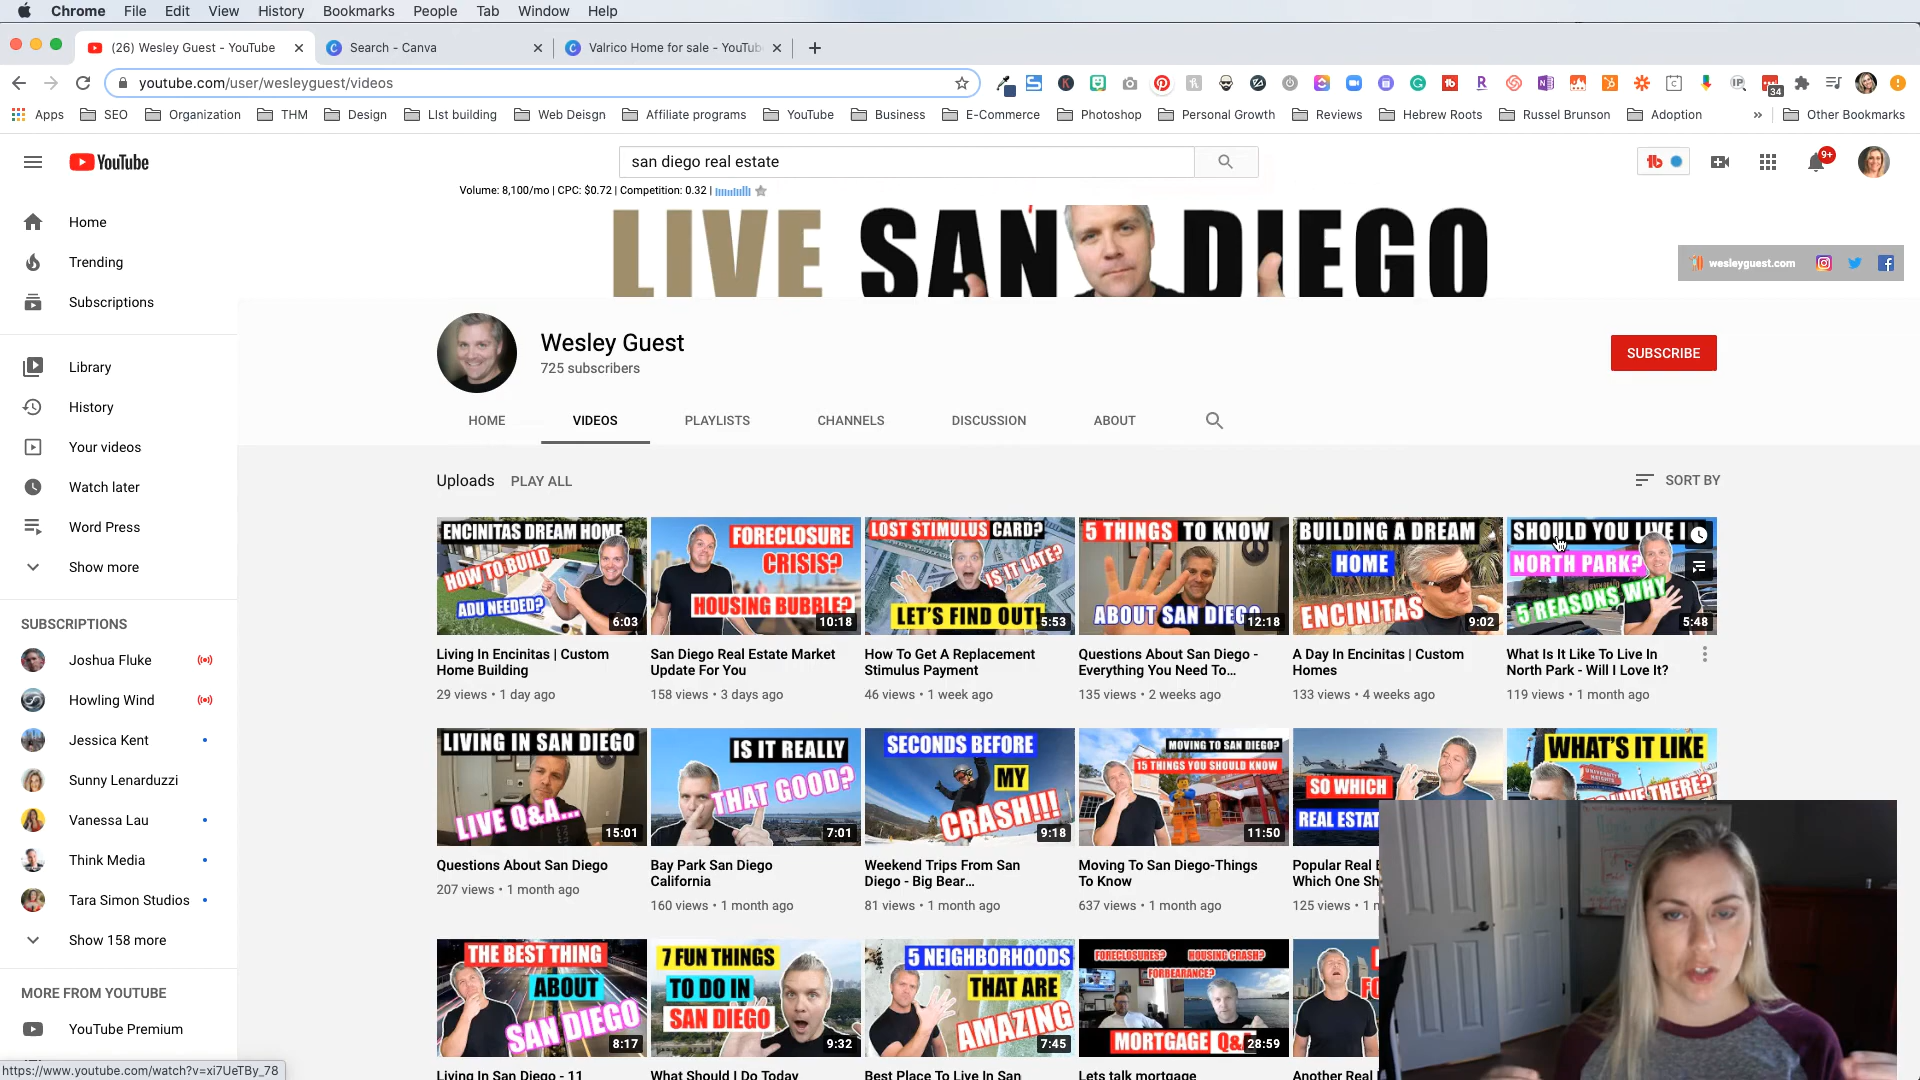 Chrome File Edit View History Bookmarks People Tab Window Help
(26) Wesley Guest - YouTube
Search - Canva
Valrico Home for sale - YouTub
youtube.com/user/wesleyguest/videos
34
Apps SEO Organization THM Design LIst building Web Deisgn Affiliate programs YouTube Business E-Commerce Photoshop Personal Growth Reviews Hebrew Roots Russel Brunson Adoption » Other Bookmarks
YouTube
san diego real estate
9+
Volume: 8,100/mo | CPC: $0.72 | Competition: 0.32 |
LIVE SAN DIEGO
wesleyguest.com
Home
Trending
Subscriptions
Library
History
Your videos
Watch later
Word Press
Show more
SUBSCRIPTIONS
Joshua Fluke
Howling Wind
Jessica Kent
Sunny Lenarduzzi
Vanessa Lau
Think Media
Tara Simon Studios
Show 158 more
MORE FROM YOUTUBE
YouTube Premium
https://www.youtube.com/watch?v=xi7UeTBy_78
Wesley Guest
725 subscribers
SUBSCRIBE
HOME VIDEOS PLAYLISTS CHANNELS DISCUSSION ABOUT
Uploads PLAY ALL
SORT BY
ENCINITAS DREAM HOME
HOW TO BUILD
ADU NEEDED?
6:03
Living In Encinitas | Custom
Home Building
29 views • 1 day ago
FORECLOSURE
CRISIS?
HOUSING BUBBLE?
10:18
San Diego Real Estate Market
Update For You
158 views • 3 days ago
LOST STIMULUS CARD?
IS IT LATE?
LET'S FIND OUT!
5:53
How To Get A Replacement
Stimulus Payment
46 views • 1 week ago
5 THINGS TO KNOW
ABOUT SAN DIEGO
12:18
Questions About San Diego -
Everything You Need To...
135 views • 2 weeks ago
BUILDING A DREAM
HOME
ENCINITAS
9:02
A Day In Encinitas | Custom
Homes
133 views • 4 weeks ago
SHOULD YOU LIVE I
NORTH PARK?
5 REASONS WHY
5:48
What Is It Like To Live In
North Park - Will I Love It?
119 views • 1 month ago
LIVING IN SAN DIEGO
LIVE Q&A...
15:01
Questions About San Diego
207 views • 1 month ago
IS IT REALLY
THAT GOOD?
7:01
Bay Park San Diego
California
160 views • 1 month ago
SECONDS BEFORE
MY
CRASH!!!
9:18
Weekend Trips From San
Diego - Big Bear...
81 views • 1 month ago
MOVING TO SAN DIEGO?
15 THINGS YOU SHOULD KNOW
11:50
Moving To San Diego-Things
To Know
637 views • 1 month ago
SO WHICH
REAL ESTAT
Popular Real
Which One Sh
125 views • 1 m
WHAT'S IT LIKE
UNIVERSITY
HEIGHTS
TO LIVE THERE?
THE BEST THING
ABOUT
SAN DIEGO
8:17
Living In San Diego - 11
7 FUN THINGS
TO DO IN
SAN DIEGO
9:32
What Should I Do Today
5 NEIGHBORHOODS
THAT ARE
AMAZING
7:45
Best Place To Live In San
FORECLOSURES? HOUSING CRASH?
FORBEARANCE?
MORTGAGE Q&
28:59
Lets talk mortgage
Another Real